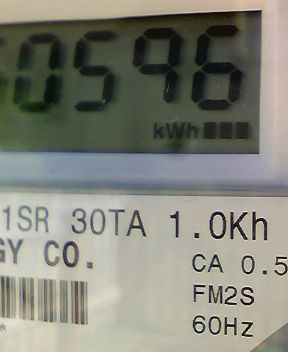 0596
kWh
1SR 30TA 1.0Kh
GY CO.
CA 0.5
FM2S
60Hz